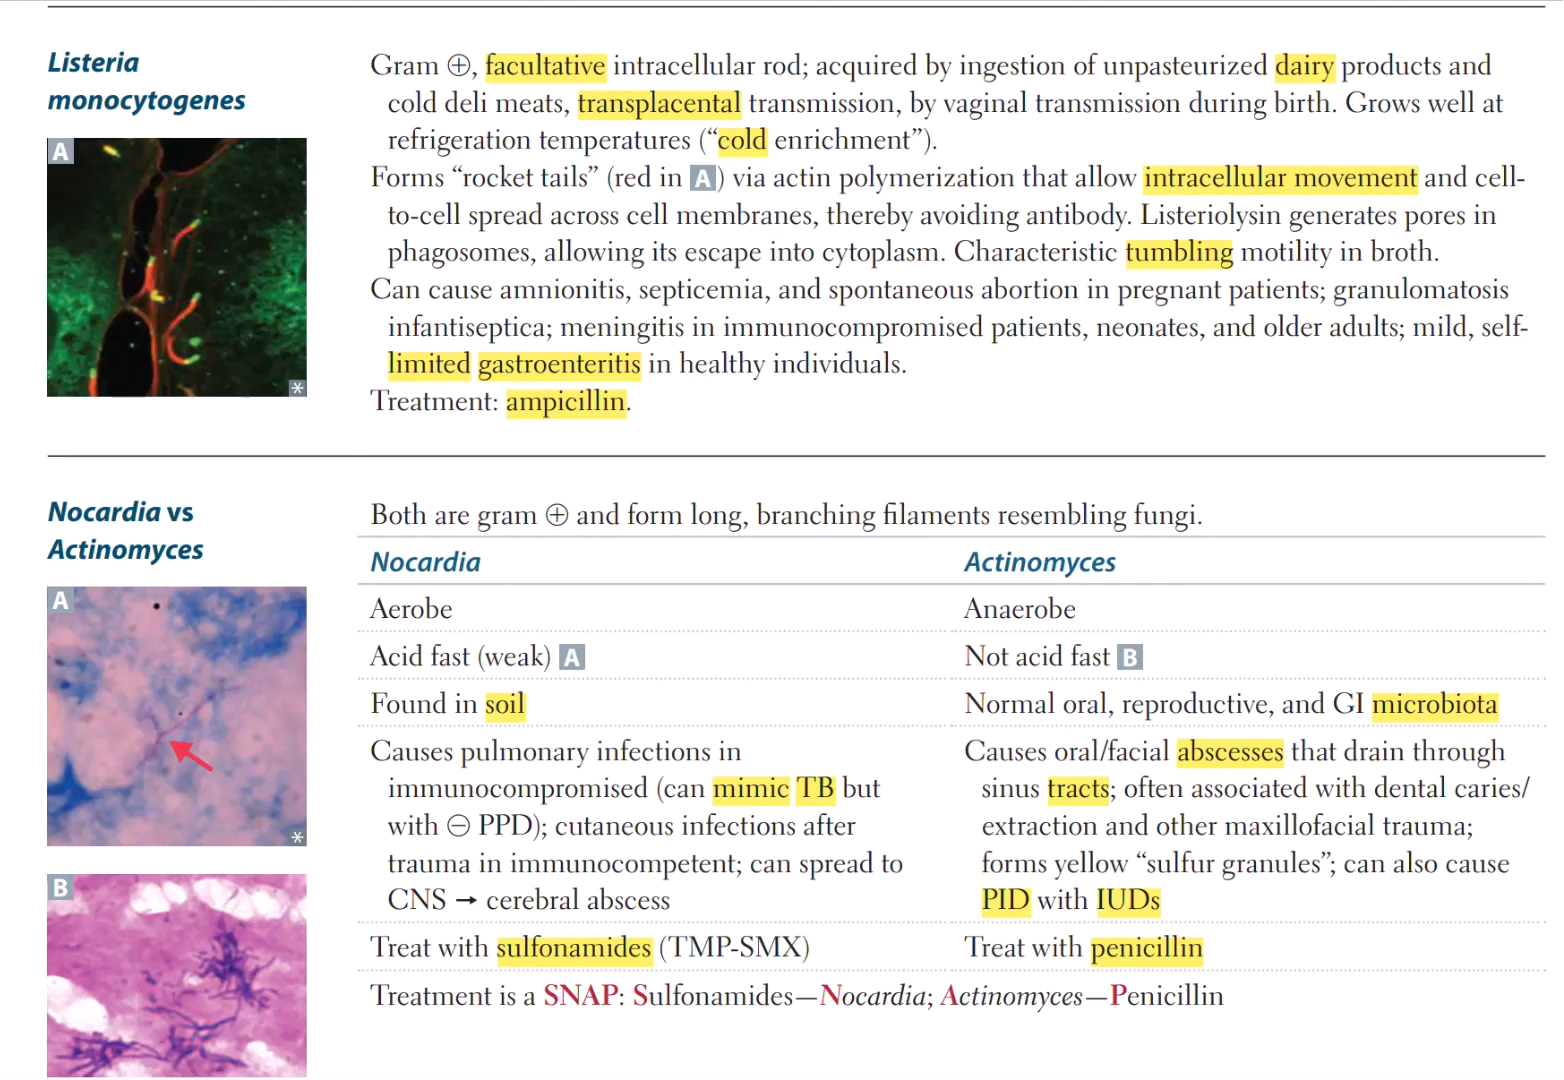 Listeria
monocytogenes
A
*
Gram ⊕, facultative intracellular rod; acquired by ingestion of unpasteurized dairy products and
cold deli meats, transplacental transmission, by vaginal transmission during birth. Grows well at
refrigeration temperatures (“cold enrichment”).
Forms “rocket tails” (red in A) via actin polymerization that allow intracellular movement and cell-
to-cell spread across cell membranes, thereby avoiding antibody. Listeriolysin generates pores in
phagosomes, allowing its escape into cytoplasm. Characteristic tumbling motility in broth.
Can cause amnionitis, septicemia, and spontaneous abortion in pregnant patients; granulomatosis
infantiseptica; meningitis in immunocompromised patients, neonates, and older adults; mild, self-
limited gastroenteritis in healthy individuals.
Treatment: ampicillin.
Nocardia vs
Actinomyces
A
*
B
Both are gram ⊕ and form long, branching filaments resembling fungi.
Nocardia
Actinomyces
Aerobe
Anaerobe
Acid fast (weak) A
Not acid fast B
Found in soil
Normal oral, reproductive, and GI microbiota
Causes pulmonary infections in
immunocompromised (can mimic TB but
with ⊖ PPD); cutaneous infections after
trauma in immunocompetent; can spread to
CNS → cerebral abscess
Causes oral/facial abscesses that drain through
sinus tracts; often associated with dental caries/
extraction and other maxillofacial trauma;
forms yellow “sulfur granules”; can also cause
PID with IUDs
Treat with sulfonamides (TMP-SMX)
Treat with penicillin
Treatment is a SNAP: Sulfonamides—Nocardia; Actinomyces—Penicillin